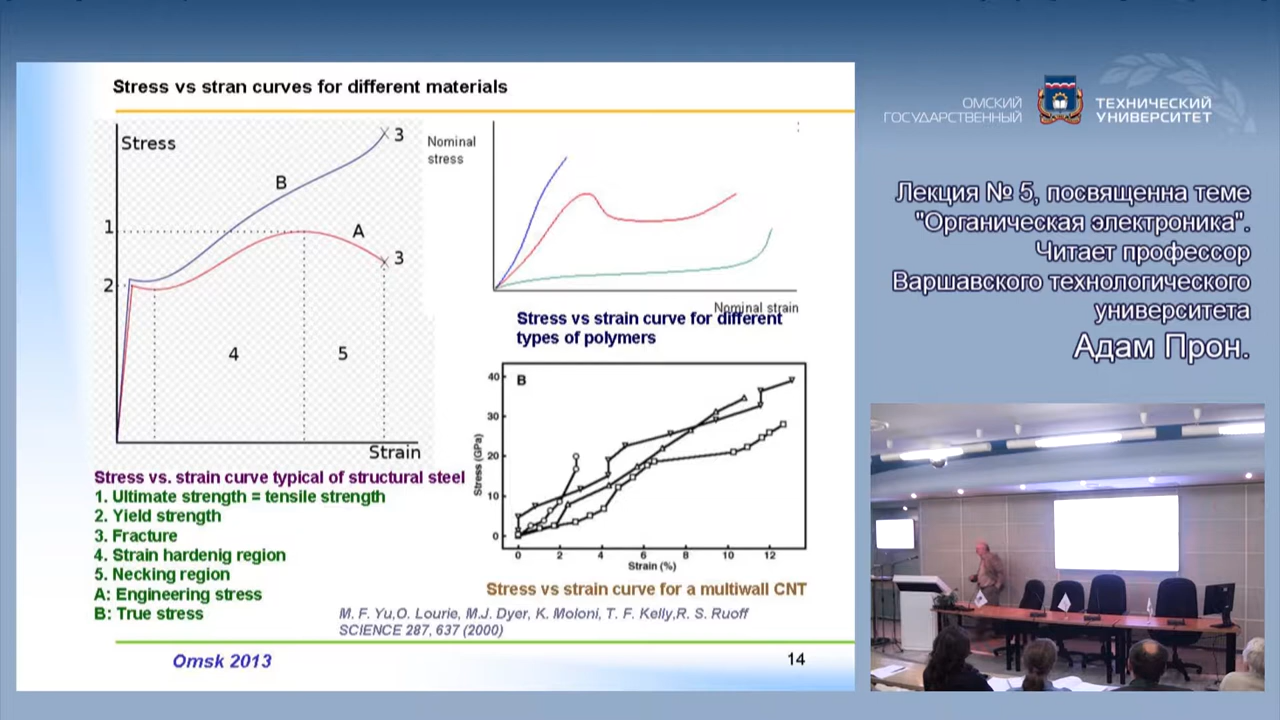 Stress vs stran curves for different materials
Stress
1
2
3
3
B
A
4
5
Strain
Nominal
stress
:
Nominal strain
Stress vs strain curve for different
types of polymers
B
Stress (GPa)
40
30
20
10
0
0 2 4 6 8 10 12
Strain (%)
Stress vs strain curve for a multiwall CNT
Stress vs. strain curve typical of structural steel
1. Ultimate strength = tensile strength
2. Yield strength
3. Fracture
4. Strain hardenig region
5. Necking region
A: Engineering stress
B: True stress
M. F. Yu,O. Lourie, M.J. Dyer, K. Moloni, T. F. Kelly,R. S. Ruoff
SCIENCE 287, 637 (2000)
Omsk 2013
14
ОМСКИЙ
ГОСУДАРСТВЕННЫЙ
ТЕХНИЧЕСКИЙ
УНИВЕРСИТЕТ
Лекция № 5, посвященна теме
"Органическая электроника".
Читает профессор
Варшавского технологического
университета
Адам Прон.